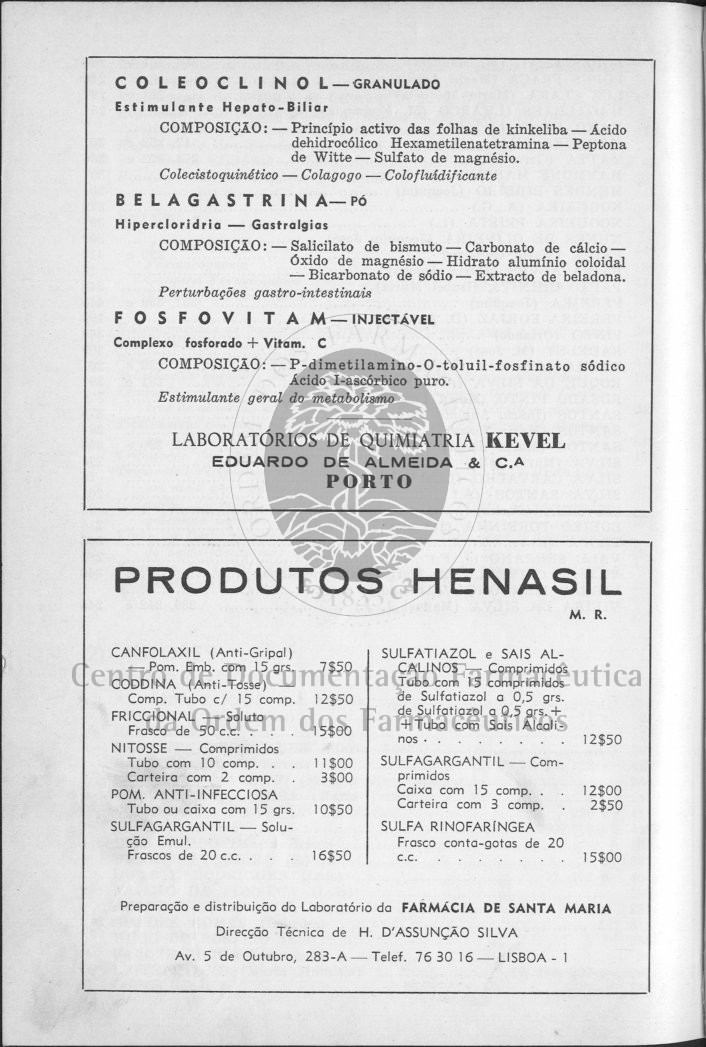 COLEOCLINOL — GRANULADO
Estimulante Hepato-Biliar
COMPOSIÇÃO: — Princípio activo das folhas de kinkeliba — Ácido
dehidrocólico Hexametilenatetramina — Peptona
de Witte — Sulfato de magnésio.
Colecistoquinético — Colagogo — Colofluídificante
BELAGASTRINA — PÓ
Hipercloridria — Gastralgias
COMPOSIÇÃO: — Salicilato de bismuto — Carbonato de cálcio —
Óxido de magnésio — Hidrato alumínio coloidal
— Bicarbonato de sódio — Extracto de beladona.
Perturbações gastro-intestinais
FOSFOVITAM — INJECTÁVEL
Complexo fosforado + Vitam. C
COMPOSIÇÃO: — P-dimetilamino-O-toluil-fosfinato sódico
Ácido I-ascórbico puro.
Estimulante geral do metabolismo
LABORATÓRIOS DE QUIMIATRIA KEVEL
EDUARDO DE ALMEIDA & C.A
PORTO
PRODUTOS HENASIL
M. R.
CANFOLAXIL (Anti-Gripal)
— Pom. Emb. com 15 grs. 7$50
CODDINA (Anti-Tosse) —
Comp. Tubo c/ 15 comp. 12$50
FRICCIONAL — Soluto
Frasco de 50 c.c. . . . 15$00
NITOSSE — Comprimidos
Tubo com 10 comp. . . 11$00
Carteira com 2 comp. . 3$00
POM. ANTI-INFECCIOSA
Tubo ou caixa com 15 grs. 10$50
SULFAGARGANTIL — Solu-
ção Emul.
Frascos de 20 c.c. . . . 16$50
SULFATIAZOL e SAIS AL-
CALINOS — Comprimidos
Tubo com 15 comprimidos
de Sulfatiazol a 0,5 grs.
de Sulfatiazol a 0,5 grs. +
+ Tubo com Sais Alcali-
nos . . . . . . . . 12$50
SULFAGARGANTIL — Com-
primidos
Caixa com 15 comp. . . 12$00
Carteira com 3 comp. . 2$50
SULFA RINOFARÍNGEA
Frasco conta-gotas de 20
c.c. . . . . . . . 15$00
Preparação e distribuição do Laboratório da FARMÁCIA DE SANTA MARIA
Direcção Técnica de H. D'ASSUNÇÃO SILVA
Av. 5 de Outubro, 283-A — Telef. 76 30 16 — LISBOA - 1
Centro de Documentação Farmacêutica
da Ordem dos Farmacêuticos
1835